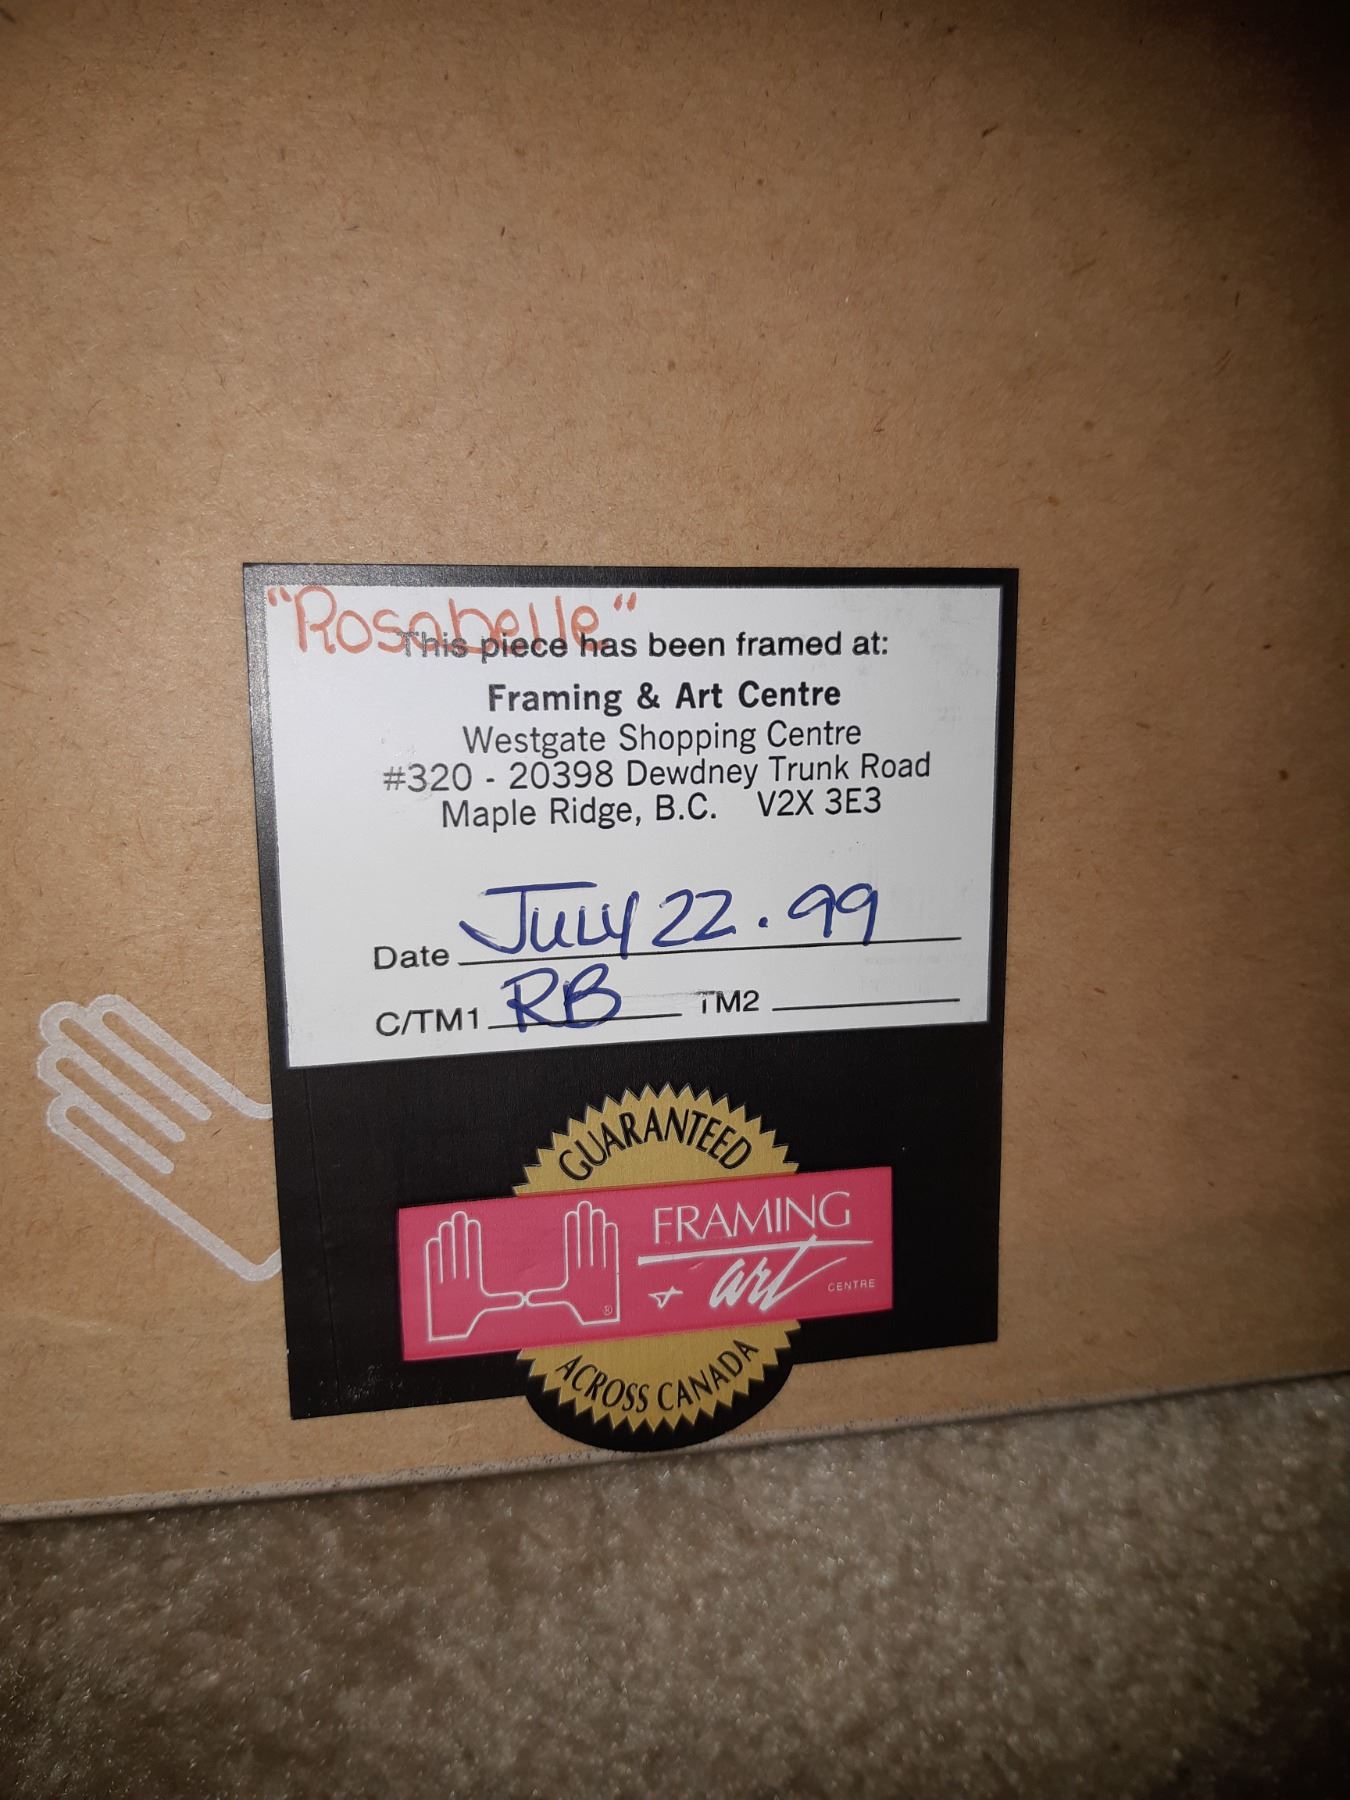 "Rosabelle"
This piece has been framed at:
Framing & Art Centre
Westgate Shopping Centre
#320 - 20398 Dewdney Trunk Road
Maple Ridge, B.C. V2X 3E3
Date July 22.99
C/TM1 RB TM2
GUARANTEED
FRAMING
+ art CENTRE
®
ACROSS CANADA